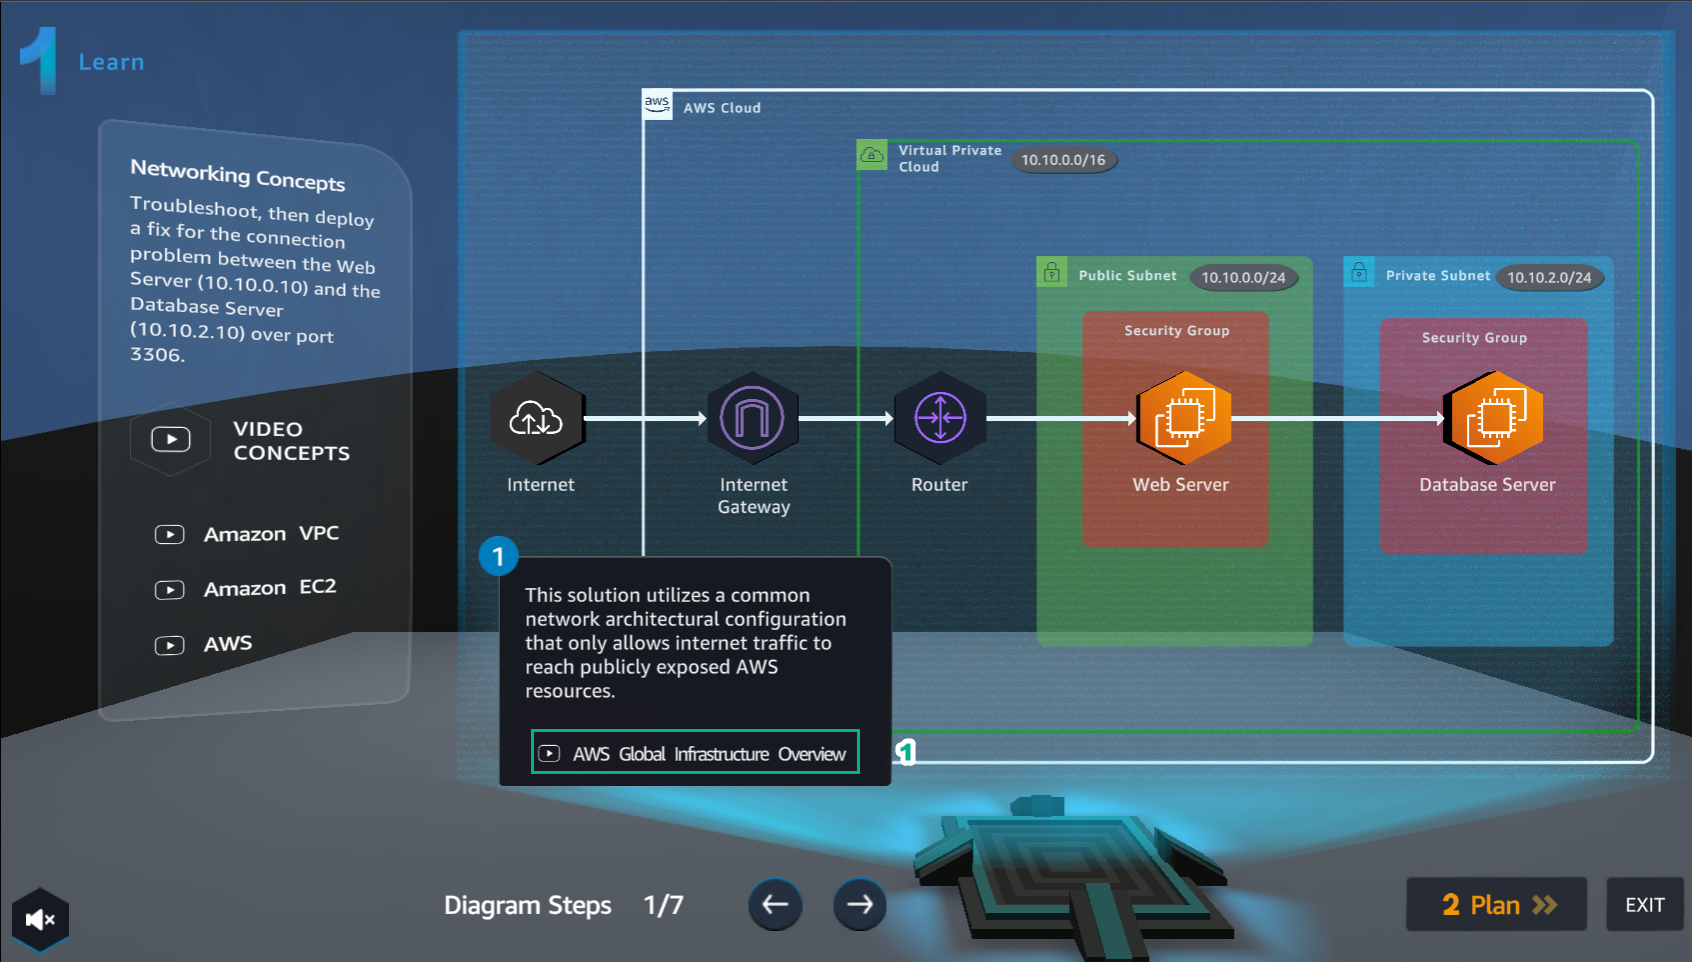 1 Learn
Networking Concepts
Troubleshoot, then deploy
a fix for the connection
problem between the Web
Server (10.10.0.10) and the
Database Server
(10.10.2.10) over port
3306.
VIDEO
CONCEPTS
Amazon VPC
Amazon EC2
AWS
aws
AWS Cloud
Virtual Private
Cloud
10.10.0.0/16
Public Subnet
10.10.0.0/24
Private Subnet
10.10.2.0/24
Security Group
Security Group
Internet
Internet
Gateway
Router
Web Server
Database Server
1
This solution utilizes a common
network architectural configuration
that only allows internet traffic to
reach publicly exposed AWS
resources.
AWS Global Infrastructure Overview
1
Diagram Steps 1/7
2 Plan
EXIT